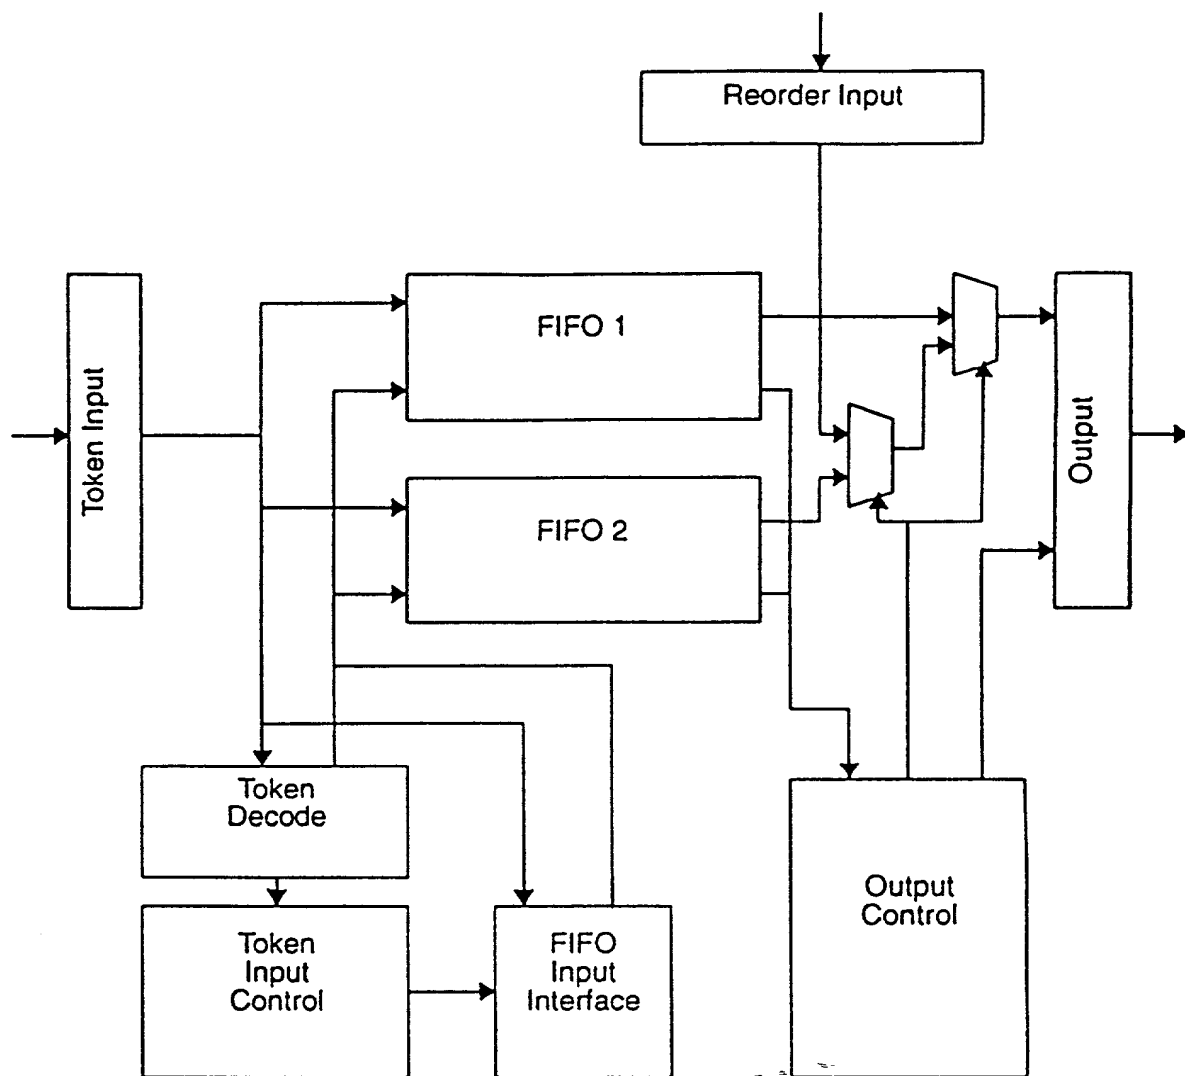 Reorder Input
Token Input
FIFO 1
FIFO 2
Output
Token
Decode
Token
Input
Control
FIFO
Input
Interface
Output
Control